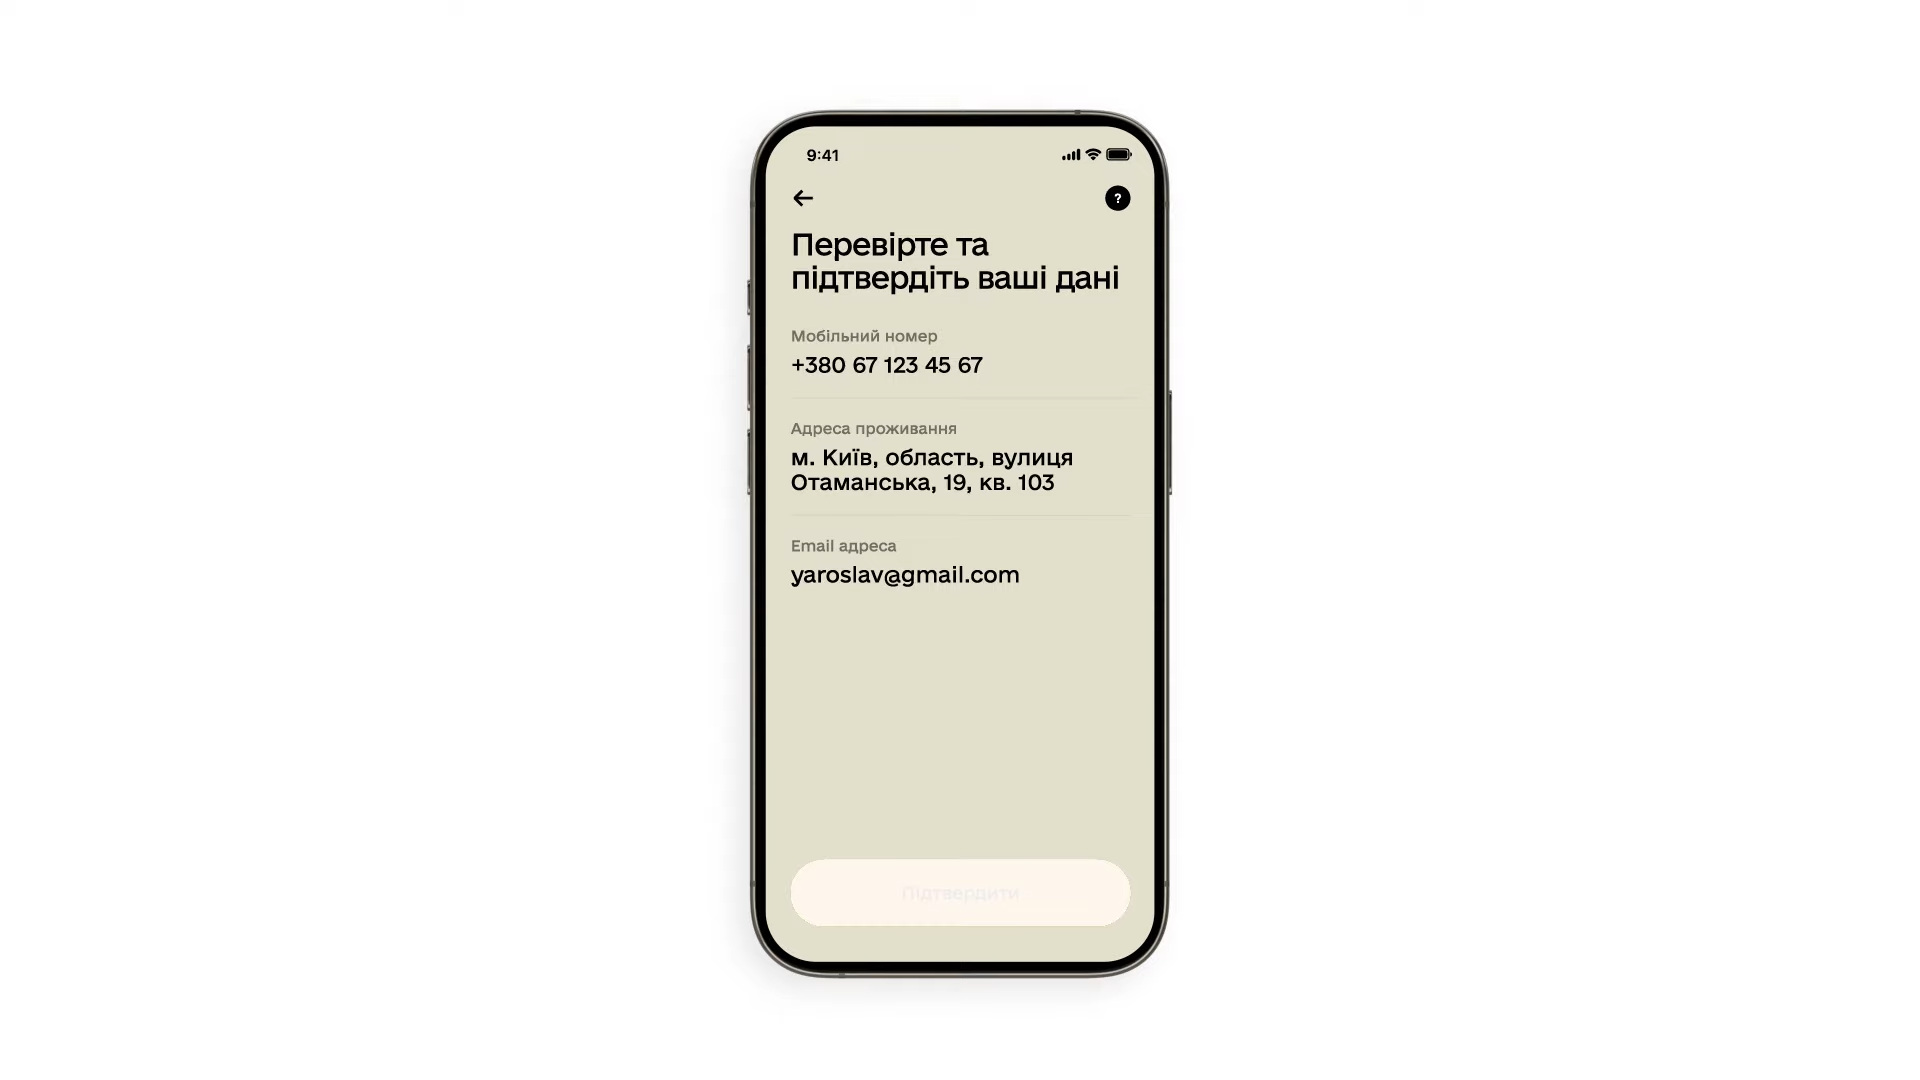 9:41
?
Перевірте та
підтвердіть ваші дані
Мобільний номер
+380 67 123 45 67
Адреса проживання
м. Київ, область, вулиця
Отаманська, 19, кв. 103
Email адреса
yaroslav@gmail.com
Підтвердити